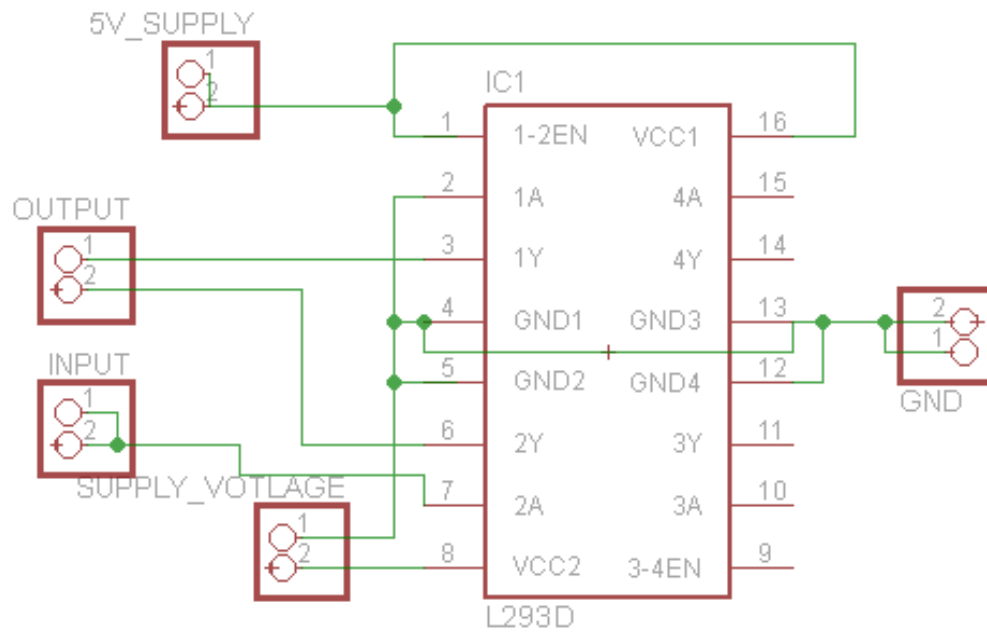 5V_SUPPLY
1
2
IC1
1 1-2EN VCC1 16
2 1A 4A 15
OUTPUT
1
2
3 1Y 4Y 14
4 GND1 GND3 13
5 GND2 GND4 12
2
1
GND
INPUT
1
2
6 2Y 3Y 11
SUPPLY_VOTLAGE
7 2A 3A 10
1
2
8 VCC2 3-4EN 9
L293D